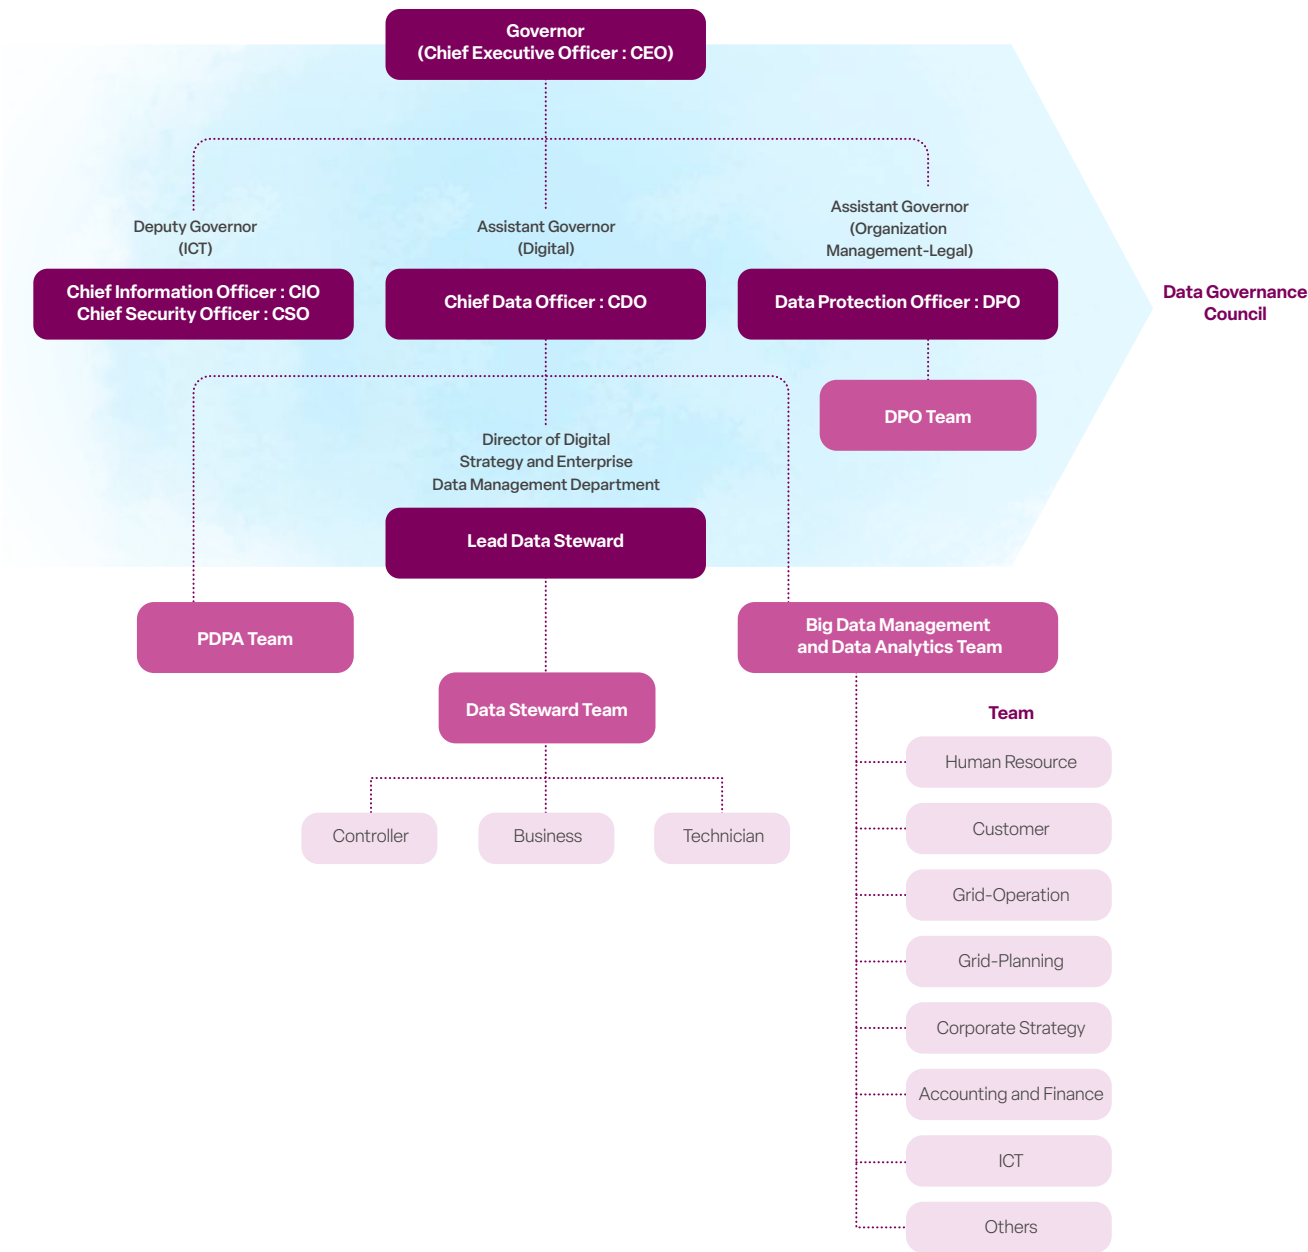 Governor
(Chief Executive Officer : CEO)
Deputy Governor
(ICT)
Chief Information Officer : CIO
Chief Security Officer : CSO
Assistant Governor
(Digital)
Chief Data Officer : CDO
Assistant Governor
(Organization
Management-Legal)
Data Protection Officer : DPO
Data Governance
Council
DPO Team
Director of Digital
Strategy and Enterprise
Data Management Department
Lead Data Steward
PDPA Team
Big Data Management
and Data Analytics Team
Data Steward Team
Controller
Business
Technician
Team
Human Resource
Customer
Grid-Operation
Grid-Planning
Corporate Strategy
Accounting and Finance
ICT
Others